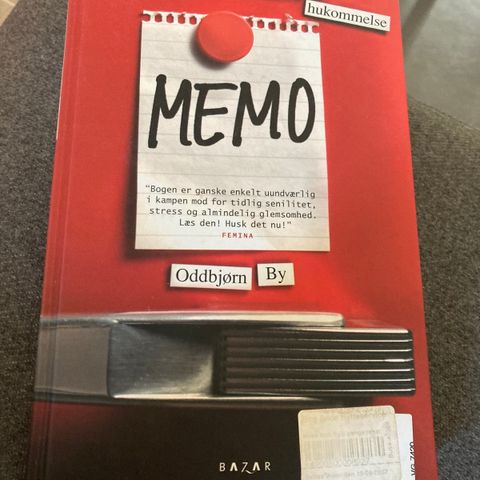 hukommelse
MEMO
"Bogen er ganske enkelt uundværlig
i kampen mod for tidlig senilitet,
stress og almindelig glemsomhed.
Læs den! Husk det nu!"
FEMINA
Oddbjørn By
BAZAR